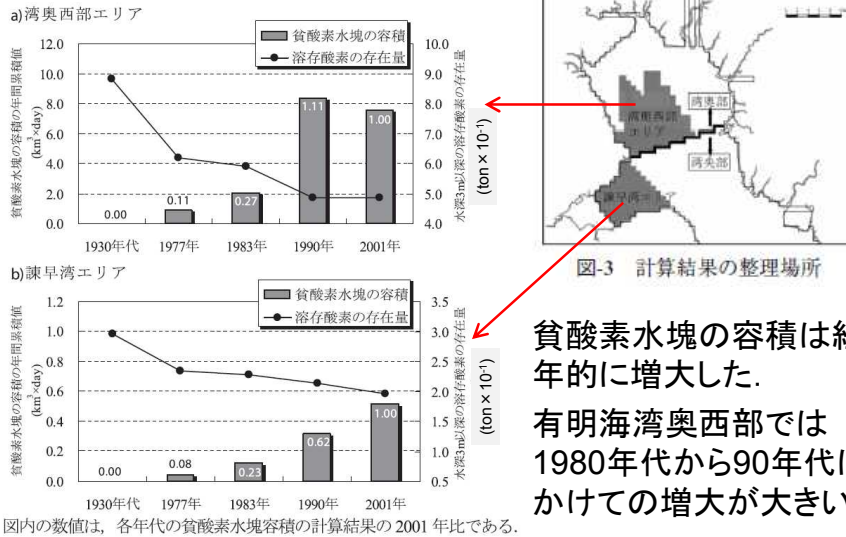 a)湾奥西部エリア
貧酸素水塊の容積
溶存酸素の存在量
貧酸素水塊の容積の年間累積値
(km³×day)
12.0
10.0
8.0
6.0
4.0
2.0
0.0
0.00
0.11
0.27
1.11
1.00
10.0
9.0
8.0
7.0
6.0
5.0
4.0
水深3m以深の溶存酸素の存在量
(ton×10⁻¹)
1930年代 1977年 1983年 1990年 2001年
b)諫早湾エリア
貧酸素水塊の容積
溶存酸素の存在量
貧酸素水塊の容積の年間累積値
(km³×day)
1.2
1.0
0.8
0.6
0.4
0.2
0.0
0.00
0.08
0.23
0.62
1.00
3.5
3.0
2.5
2.0
1.5
1.0
0.5
水深3m以深の溶存酸素の存在量
(ton×10⁻¹)
1930年代 1977年 1983年 1990年 2001年
図内の数値は，各年代の貧酸素水塊容積の計算結果の 2001 年比である．
湾奥西部
エリア
湾奥部
湾央部
諫早湾エリア
図-3 計算結果の整理場所
貧酸素水塊の容積は
年的に増大した．
有明海湾奥西部では
1980年代から90年代に
かけての増大が大きい